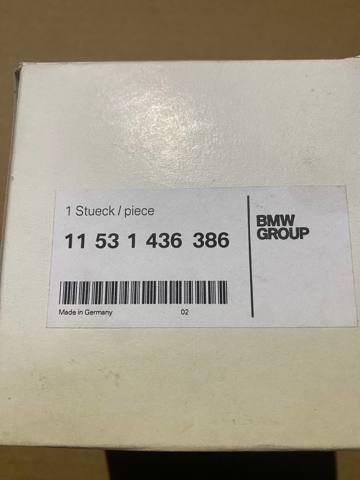 1 Stueck / piece
11 53 1 436 386
Made in Germany 02
BMW
GROUP